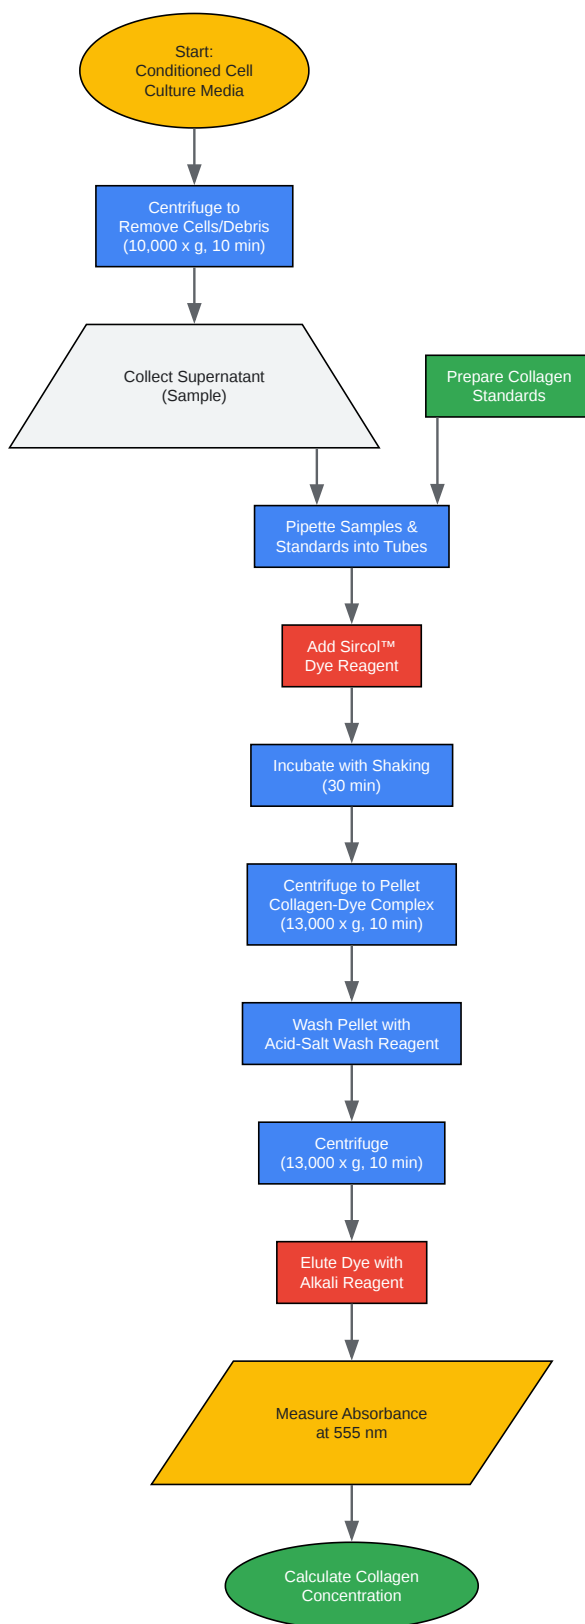 Start:
Conditioned Cell
Culture Media
Centrifuge to
Remove Cells/Debris
(10,000 x g, 10 min)
Collect Supernatant
(Sample)
Prepare Collagen
Standards
Pipette Samples &
Standards into Tubes
Add Sircol™
Dye Reagent
Incubate with Shaking
(30 min)
Centrifuge to Pellet
Collagen-Dye Complex
(13,000 x g, 10 min)
Wash Pellet with
Acid-Salt Wash Reagent
Centrifuge
(13,000 x g, 10 min)
Elute Dye with
Alkali Reagent
Measure Absorbance
at 555 nm
Calculate Collagen
Concentration